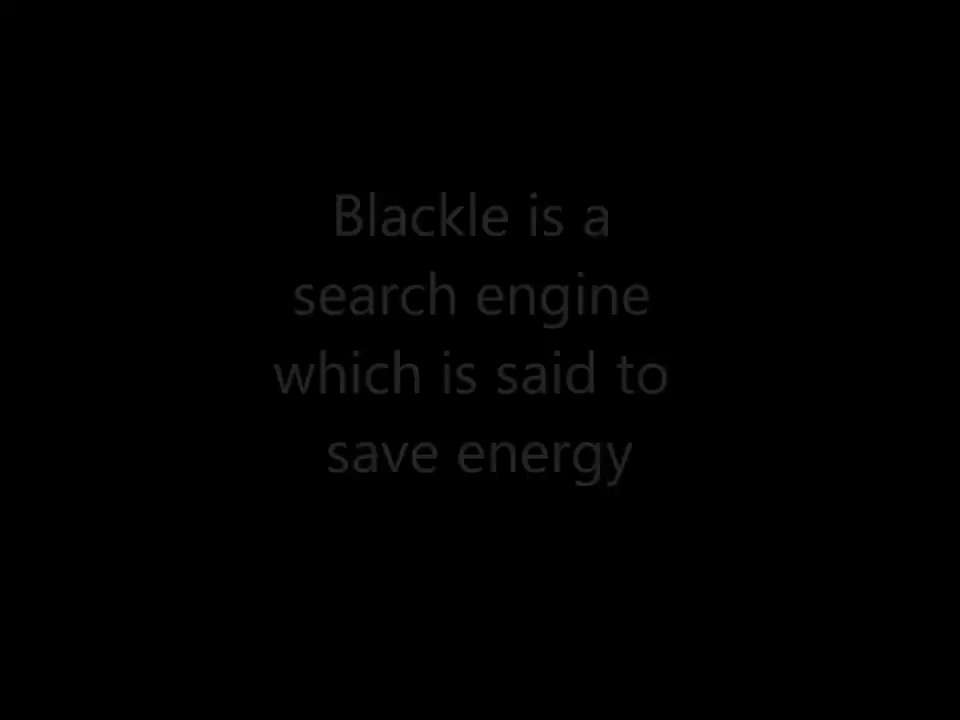 Blackle is a
search engine
which is said to
save energy